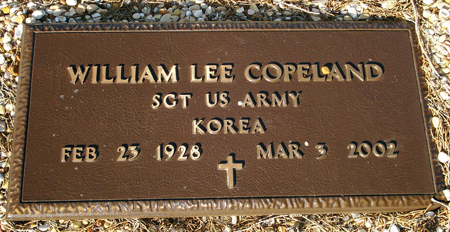 WILLIAM LEE COPELAND
SGT US ARMY
KOREA
FEB 23 1928 MAR 3 2002